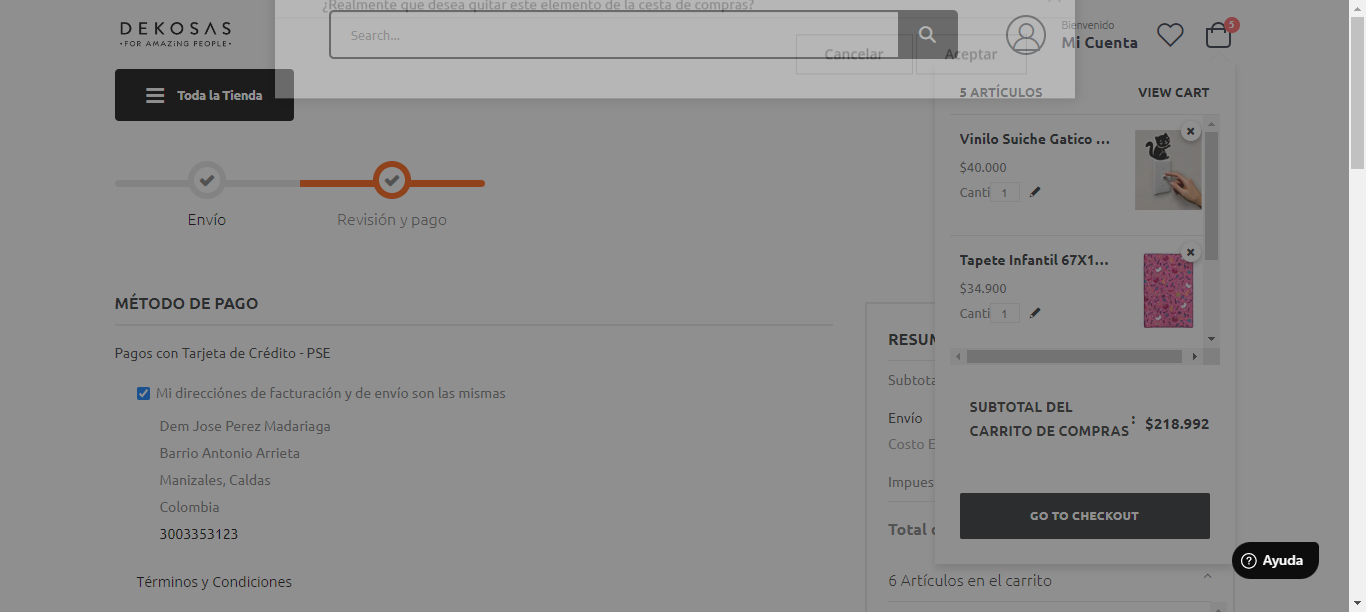 ¿Realmente que desea quitar este elemento de la cesta de compras?
DEKOSAS
•FOR AMAZING PEOPLE•
Search...
Cancelar
Aceptar
Bienvenido
Mi Cuenta
5
Toda la Tienda
5 ARTÍCULOS
VIEW CART
Vinilo Suiche Gatico ...
$40.000
Canti 1
Tapete Infantil 67X1...
$34.900
Canti 1
Envío
Revisión y pago
MÉTODO DE PAGO
Pagos con Tarjeta de Crédito - PSE
Mi direcciónes de facturación y de envío son las mismas
Dem Jose Perez Madariaga
Barrio Antonio Arrieta
Manizales, Caldas
Colombia
3003353123
Términos y Condiciones
RESUM
Subtota
Envío
Costo E
Impues
Total
6 Artículos en el carrito
SUBTOTAL DEL
CARRITO DE COMPRAS : $218.992
GO TO CHECKOUT
Ayuda